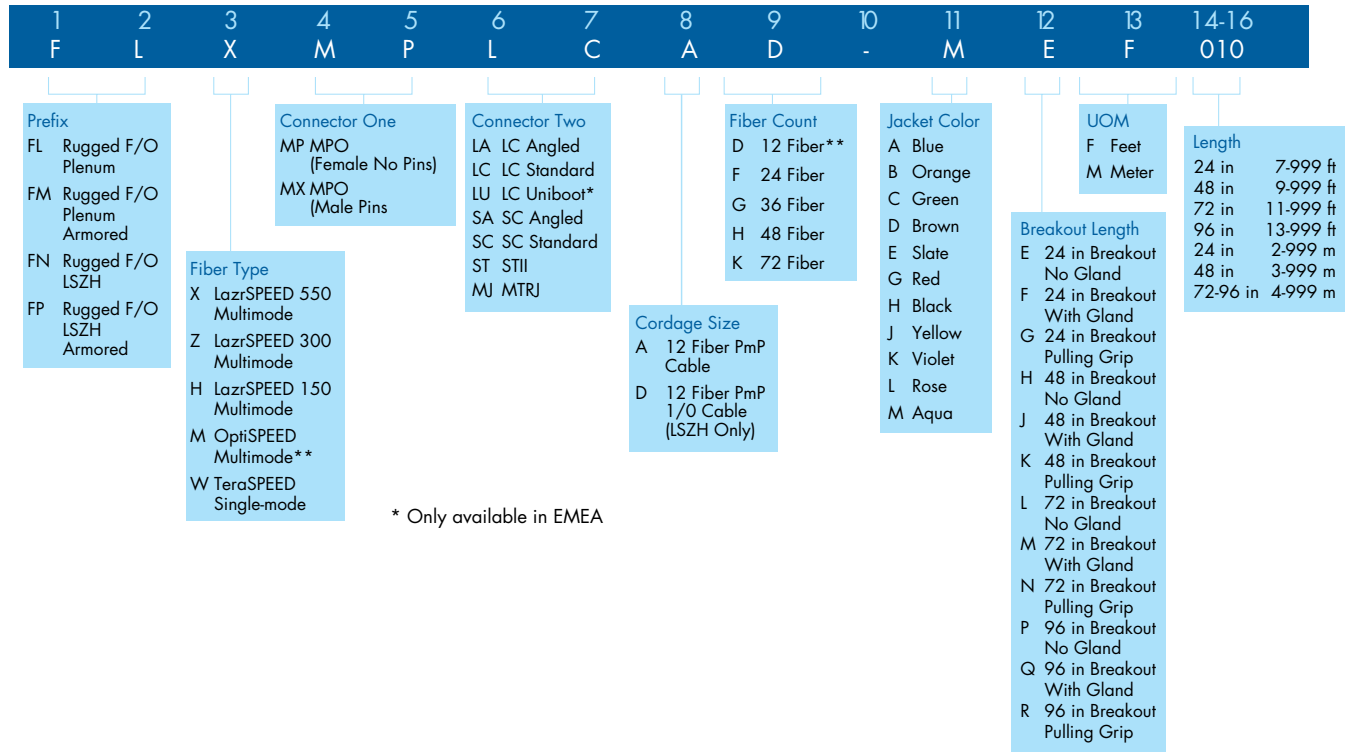 1 2 3 4 5 6 7 8 9 10 11 12 13 14-16
F L X M P L C A D - M E F 010
Prefix
FL Rugged F/O
Plenum
FM Rugged F/O
Plenum
Armored
FN Rugged F/O
LSZH
FP Rugged F/O
LSZH
Armored
Fiber Type
X LazrSPEED 550
Multimode
Z LazrSPEED 300
Multimode
H LazrSPEED 150
Multimode
M OptiSPEED
Multimode**
W TeraSPEED
Single-mode
Connector One
MP MPO
(Female No Pins)
MX MPO
(Male Pins
Connector Two
LA LC Angled
LC LC Standard
LU LC Uniboot*
SA SC Angled
SC SC Standard
ST STII
MJ MTRJ
* Only available in EMEA
Cordage Size
A 12 Fiber PmP
Cable
D 12 Fiber PmP
1/0 Cable
(LSZH Only)
Fiber Count
D 12 Fiber**
F 24 Fiber
G 36 Fiber
H 48 Fiber
K 72 Fiber
Jacket Color
A Blue
B Orange
C Green
D Brown
E Slate
G Red
H Black
J Yellow
K Violet
L Rose
M Aqua
Breakout Length
E 24 in Breakout
No Gland
F 24 in Breakout
With Gland
G 24 in Breakout
Pulling Grip
H 48 in Breakout
No Gland
J 48 in Breakout
With Gland
K 48 in Breakout
Pulling Grip
L 72 in Breakout
No Gland
M 72 in Breakout
With Gland
N 72 in Breakout
Pulling Grip
P 96 in Breakout
No Gland
Q 96 in Breakout
With Gland
R 96 in Breakout
Pulling Grip
UOM
F Feet
M Meter
Length
24 in 7-999 ft
48 in 9-999 ft
72 in 11-999 ft
96 in 13-999 ft
24 in 2-999 m
48 in 3-999 m
72-96 in 4-999 m